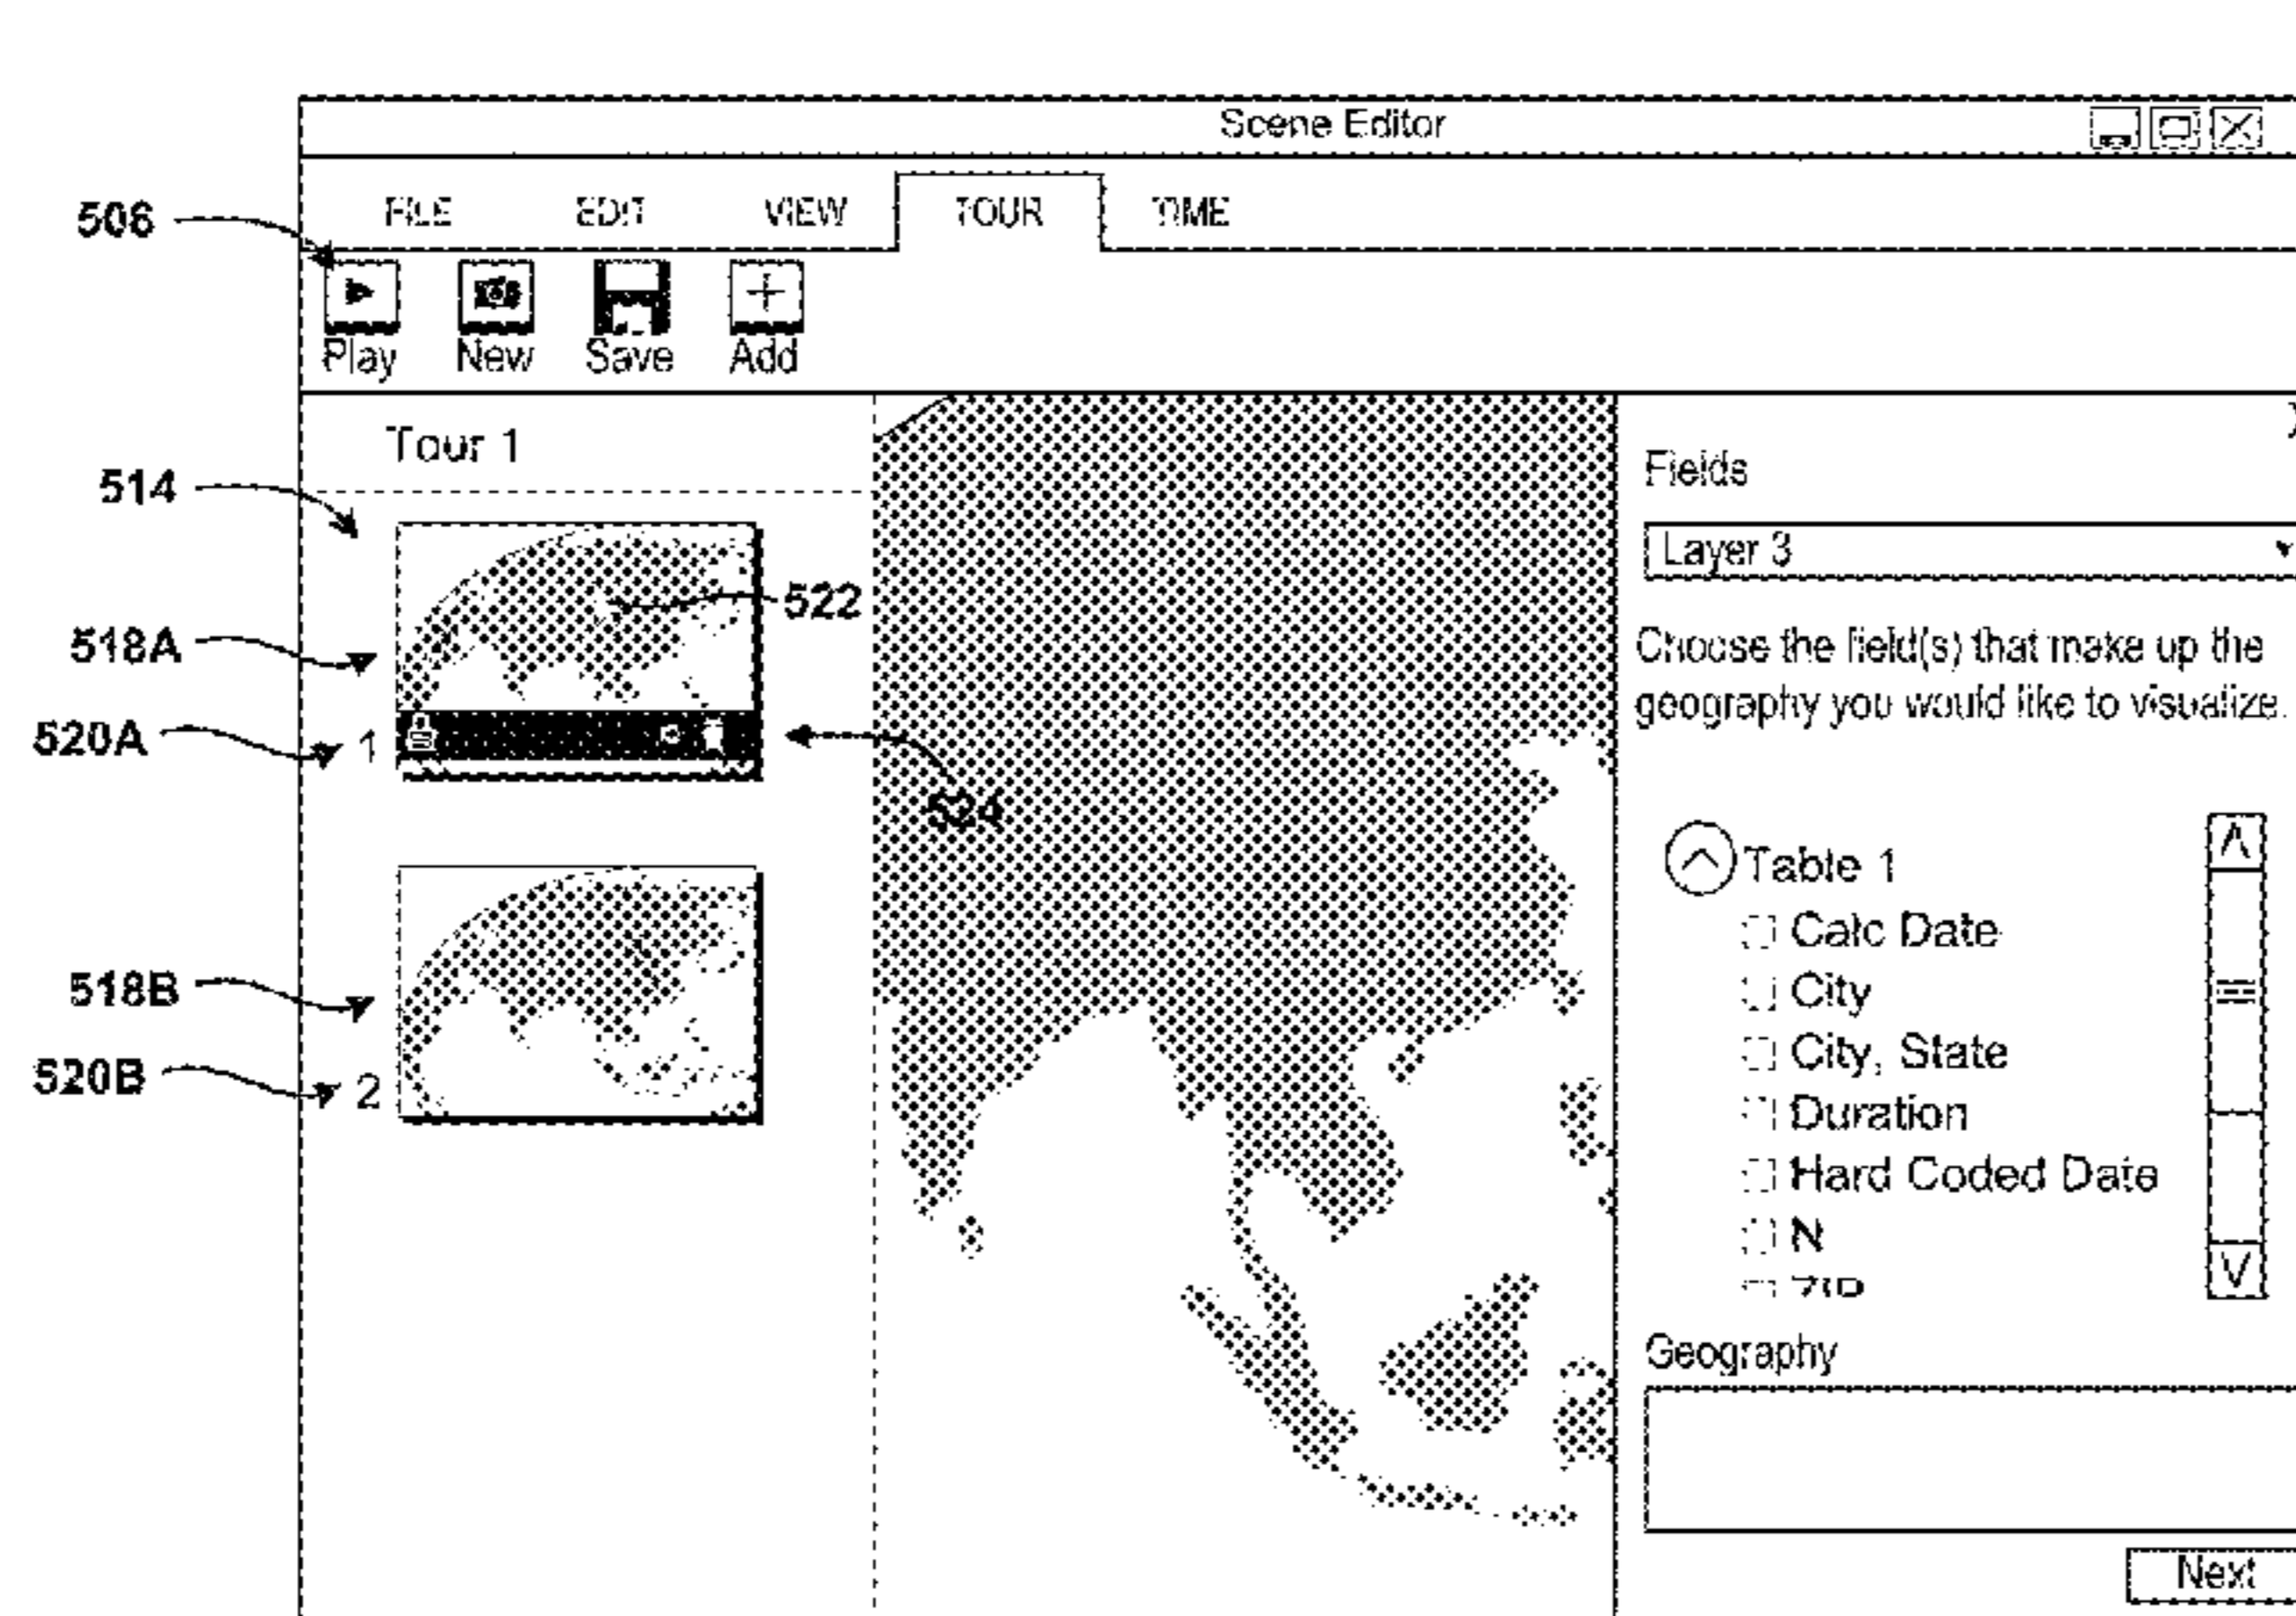 Scene Editor
FILE EDIT VIEW TOUR TIME
506
Play New Save Add
Tour 1
514
522
518A
520A 1
524
518B
520B 2
Fields
Layer 3
Choose the field(s) that make up the
geography you would like to visualize.
Table 1
Calc Date
City
City, State
Duration
Hard Coded Date
N
Geography
Next